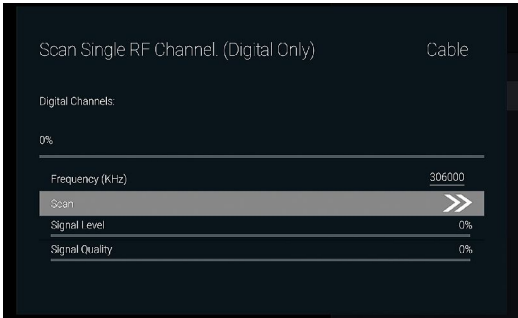 Scan Single RF Channel. (Digital Only) Cable
Digital Channels:
0%
Frequency (KHz) 306000
Scan
Signal Level 0%
Signal Quality 0%